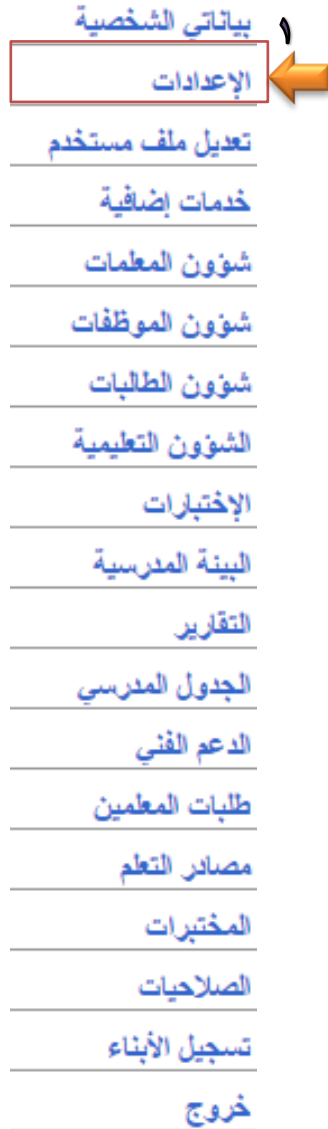 بياناتي الشخصية
١
الإعدادات
تعديل ملف مستخدم
خدمات إضافية
شؤون المعلمات
شؤون الموظفات
شؤون الطالبات
الشؤون التعليمية
الإختبارات
البيئة المدرسية
التقارير
الجدول المدرسي
الدعم الفني
طلبات المعلمين
مصادر التعلم
المختبرات
الصلاحيات
تسجيل الأبناء
خروج